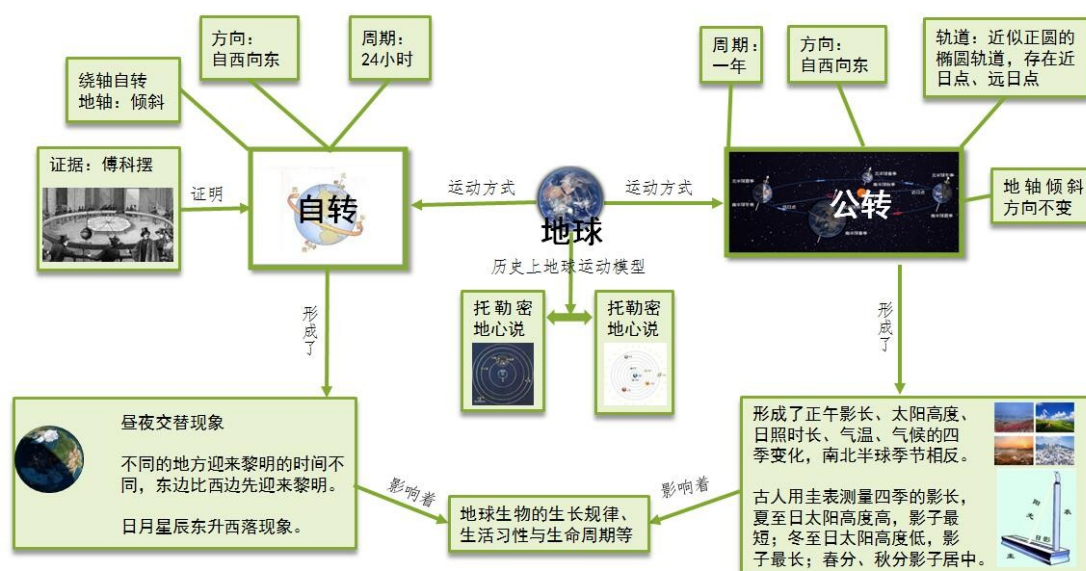 方向：
自西向东
周期：
24小时
绕轴自转
地轴：倾斜
证据：傅科摆
证明
自转
运动方式
地球
运动方式
历史上地球运动模型
托勒密
地心说
托勒密
地心说
周期：
一年
方向：
自西向东
轨道：近似正圆的
椭圆轨道，存在近
日点、远日点
公转
地轴倾斜
方向不变
形成了
形成了
昼夜交替现象
不同的地方迎来黎明的时间不
同，东边比西边先迎来黎明。
日月星辰东升西落现象。
影响着
地球生物的生长规律、
生活习性与生命周期等
影响着
形成了正午影长、太阳高度、
日照时长、气温、气候的四
季变化，南北半球季节相反。
古人用圭表测量四季的影长，
夏至日太阳高度高，影子最
短；冬至日太阳高度低，影
子最长；春分、秋分影子居中。
阳光
表
日影
圭